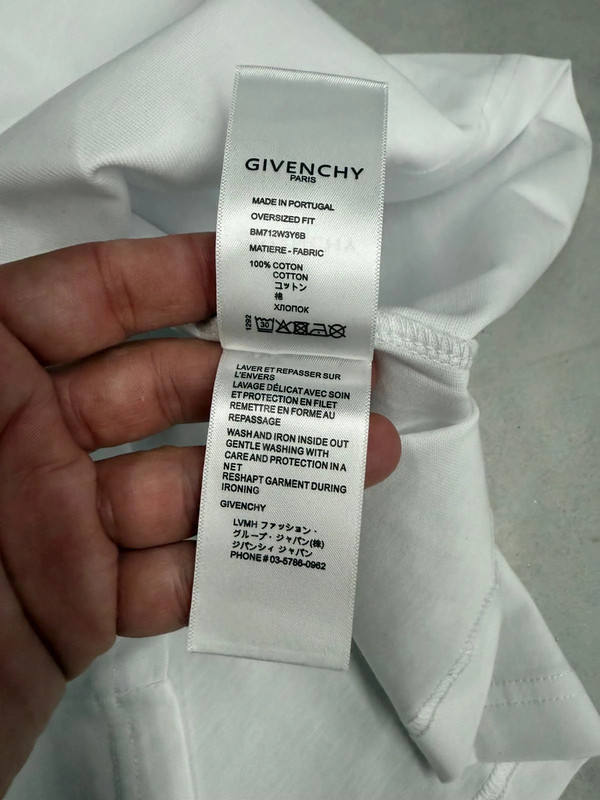 GIVENCHY
PARIS
MADE IN PORTUGAL
OVERSIZED FIT
BM712W3Y6B
MATIERE - FABRIC
100% COTON
COTTON
コットン
棉
ХЛОПОК
1292
30
LAVER ET REPASSER SUR
L'ENVERS
LAVAGE DÉLICAT AVEC SOIN
ET PROTECTION EN FILET
REMETTRE EN FORME AU
REPASSAGE
WASH AND IRON INSIDE OUT
GENTLE WASHING WITH
CARE AND PROTECTION IN A
NET
RESHAPT GARMENT DURING
IRONING
GIVENCHY
LVMH ファッション・
グループ・ジャパン(株)
ジバンシィ ジャパン
PHONE # 03-5786-0962